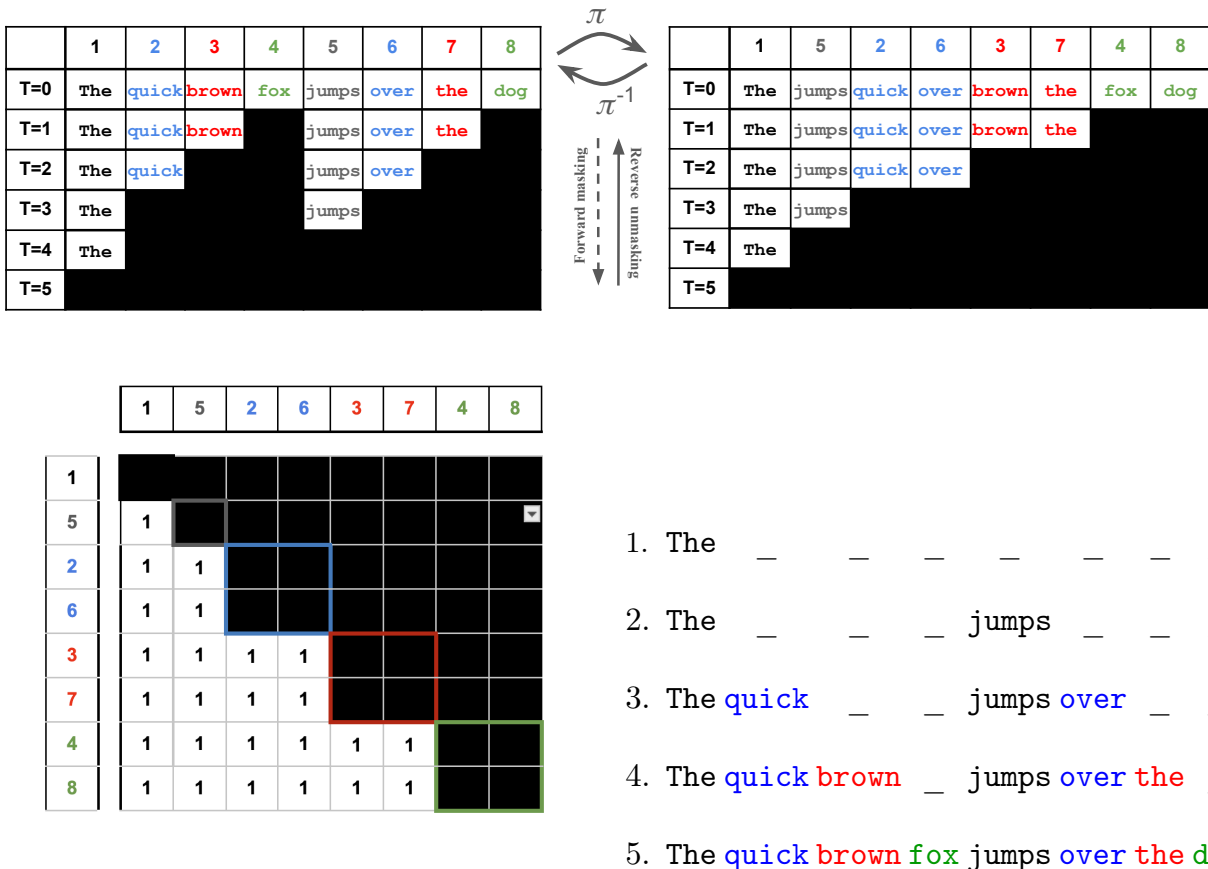 π
1 2 3 4 5 6 7 8
T=0 The quick brown fox jumps over the dog
T=1 The quick brown jumps over the
T=2 The quick jumps over
T=3 The jumps
T=4 The
T=5
π⁻¹
Forward masking
Reverse unmasking
1 5 2 6 3 7 4 8
T=0 The jumps quick over brown the fox dog
T=1 The jumps quick over brown the
T=2 The jumps quick over
T=3 The jumps
T=4 The
T=5
1 5 2 6 3 7 4 8
1
5 1
2 1 1
6 1 1
3 1 1 1 1
7 1 1 1 1
4 1 1 1 1 1 1
8 1 1 1 1 1 1
1. The _ _ _ _ _ _
2. The _ _ _ jumps _ _
3. The quick _ _ jumps over _
4. The quick brown _ jumps over the
5. The quick brown fox jumps over the d